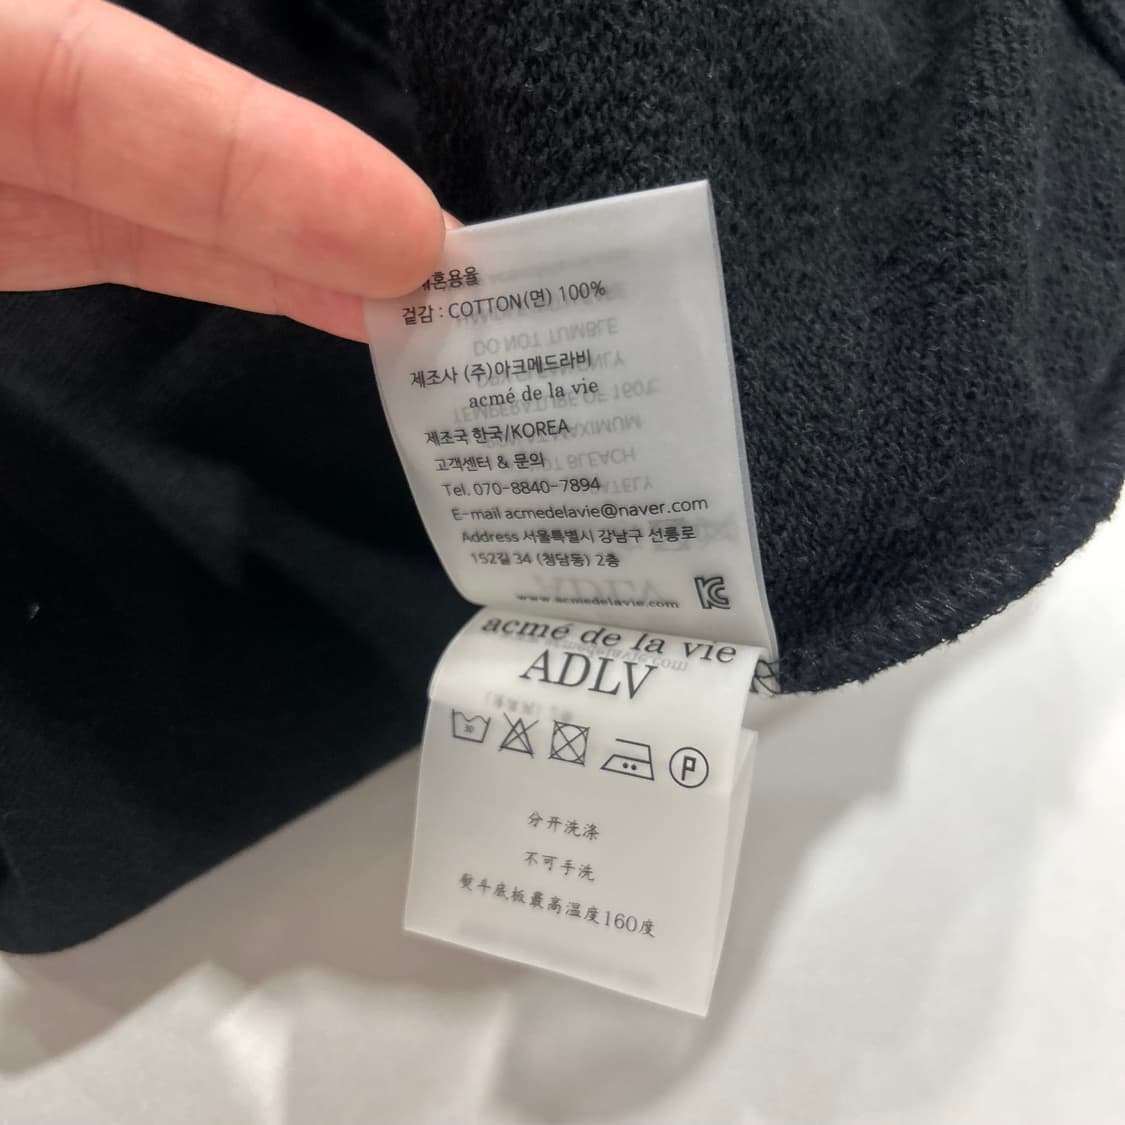 혼용율
겉감 : COTTON(면) 100%
제조사 (주)아크메드라비
acmé de la vie
제조국 한국/KOREA
고객센터 & 문의
Tel. 070-8840-7894
E-mail acmedelavie@naver.com
Address 서울특별시 강남구 선릉로
152길 34 (청담동) 2층
www.acmedelavie.com
acmé de la vie
ADLV
30
P
分开洗涤
不可手洗
熨斗底板最高温度160度